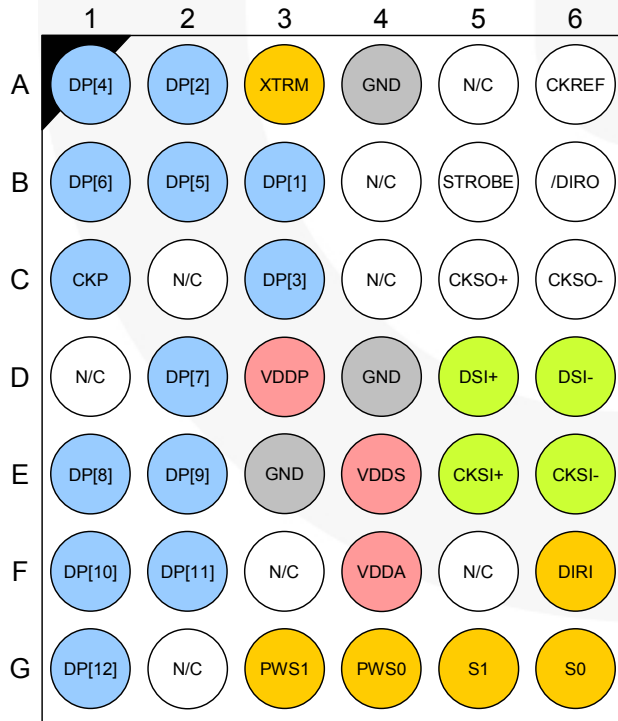 1 2 3 4 5 6
A DP[4] DP[2] XTRM GND N/C CKREF
B DP[6] DP[5] DP[1] N/C STROBE /DIRO
C CKP N/C DP[3] N/C CKSO+ CKSO-
D N/C DP[7] VDDP GND DSI+ DSI-
E DP[8] DP[9] GND VDDS CKSI+ CKSI-
F DP[10] DP[11] N/C VDDA N/C DIRI
G DP[12] N/C PWS1 PWS0 S1 S0